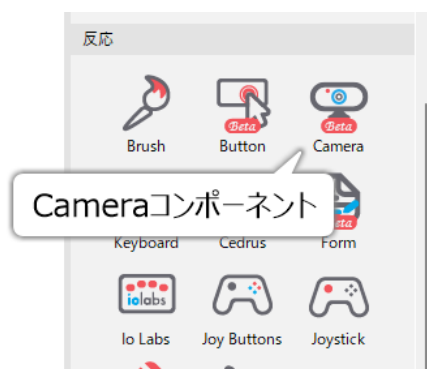 反応
Beta
Beta
Brush Button Camera
Cameraコンポーネント
Keyboard Cedrus Form
iolabs
Io Labs Joy Buttons Joystick